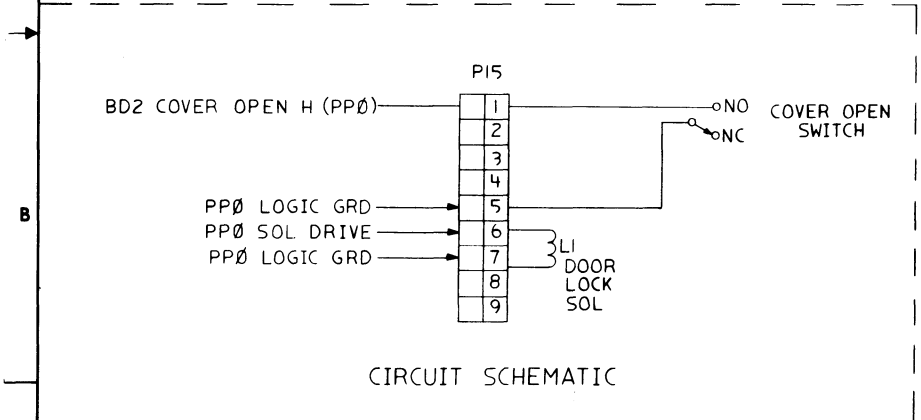 P15
BD2 COVER OPEN H (PPØ)
1
NO
COVER OPEN
SWITCH
2
NC
3
4
B
PPØ LOGIC GRD
5
PPØ SOL DRIVE
6
PPØ LOGIC GRD
7
L1
DOOR
LOCK
SOL
8
9
CIRCUIT SCHEMATIC